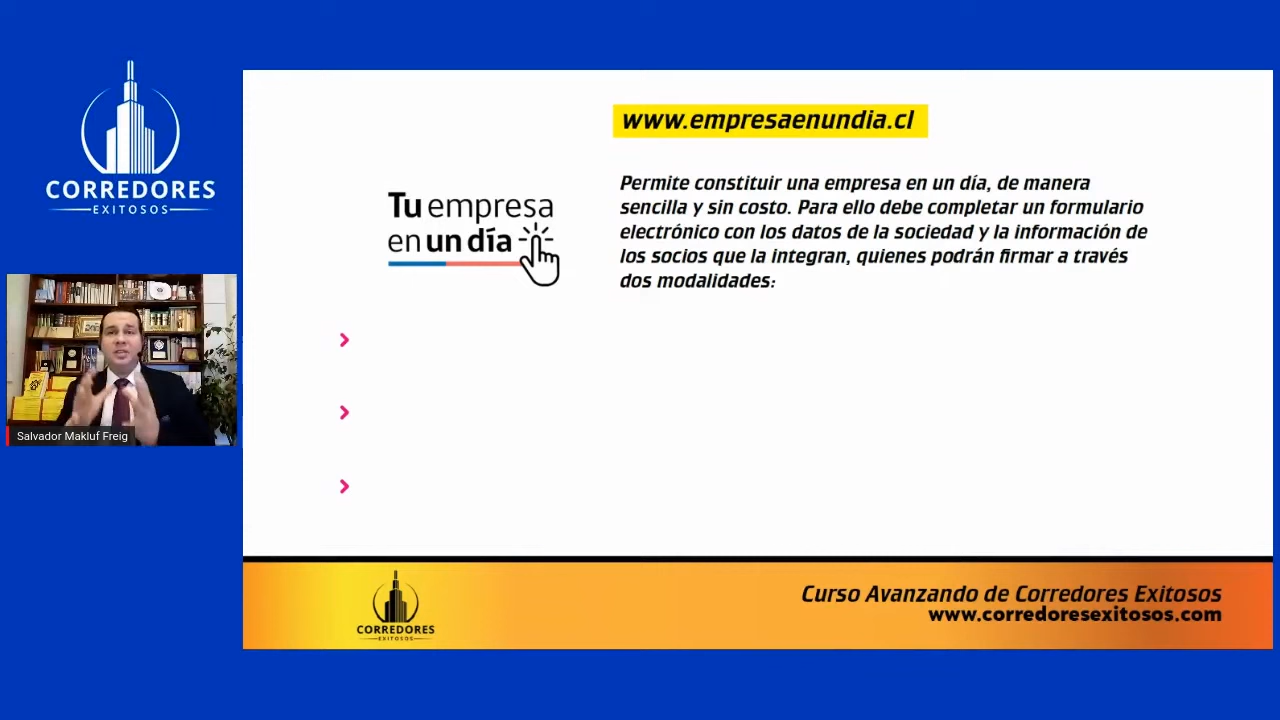 CORREDORES
EXITOSOS
Salvador Makluf Freig
www.empresaenundia.cl
Tu empresa
en un día
Permite constituir una empresa en un día, de manera
sencilla y sin costo. Para ello debe completar un formulario
electrónico con los datos de la sociedad y la información de
los socios que la integran, quienes podrán firmar a través
dos modalidades:
CORREDORES
EXITOSOS
Curso Avanzando de Corredores Exitosos
www.corredoresexitosos.com